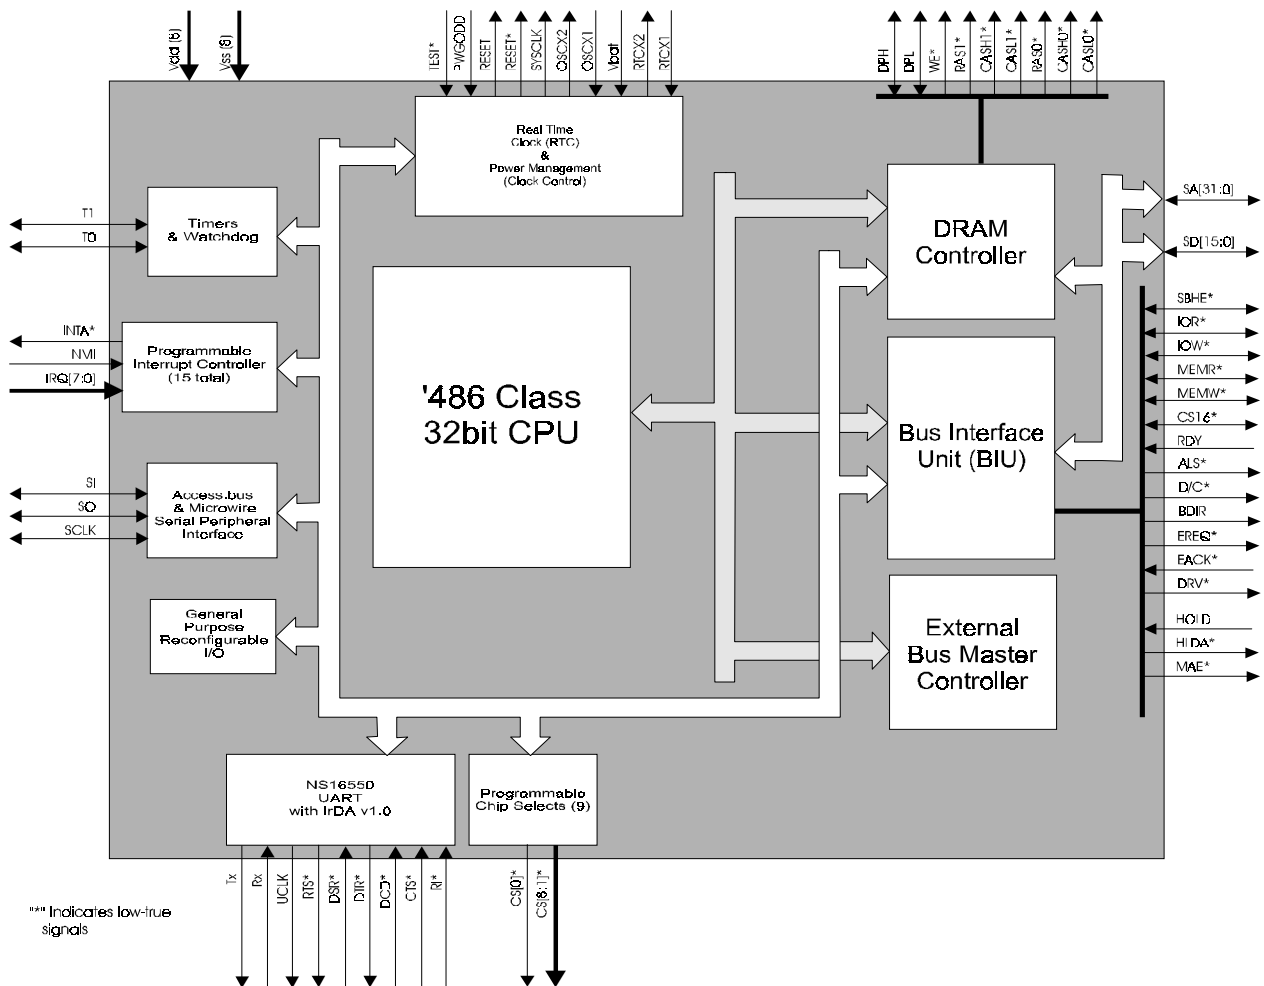 Vdd (8)
Vss (8)
TEST*
PWGOOD
RESET
RESET*
SYSCLK
OSCX2
OSCX1
Vbat
RTCX2
RTCX1
DPH
DPL
WE*
RAS1*
CASH1*
CASL1*
RAS0*
CASH0*
CASL0*
Real Time
Clock (RTC)
&
Power Management
(Clock Control)
T1
T0
Timers
& Watchdog
INTA*
NMI
IRQ[7:0]
Programmable
Interrupt Controller
(15 total)
SI
SO
SCLK
Access.bus
& Microwire
Serial Peripheral
Interface
General
Purpose
Reconfigurable
I/O
'486 Class
32bit CPU
DRAM
Controller
Bus Interface
Unit (BIU)
External
Bus Master
Controller
SA[31:0]
SD[15:0]
SBHE*
IOR*
IOW*
MEMR*
MEMW*
CS16*
RDY
ALS*
D/C*
BDIR
EREQ*
EACK*
DRV*
HOLD
HLDA*
MAE*
NS16550
UART
with IrDA v1.0
Programmable
Chip Selects (9)
Tx
Rx
UCLK
RTS*
DSR*
DTR*
DCD*
CTS*
RI*
CS[0]*
CS[8:1]*
"*" Indicates low-true
signals